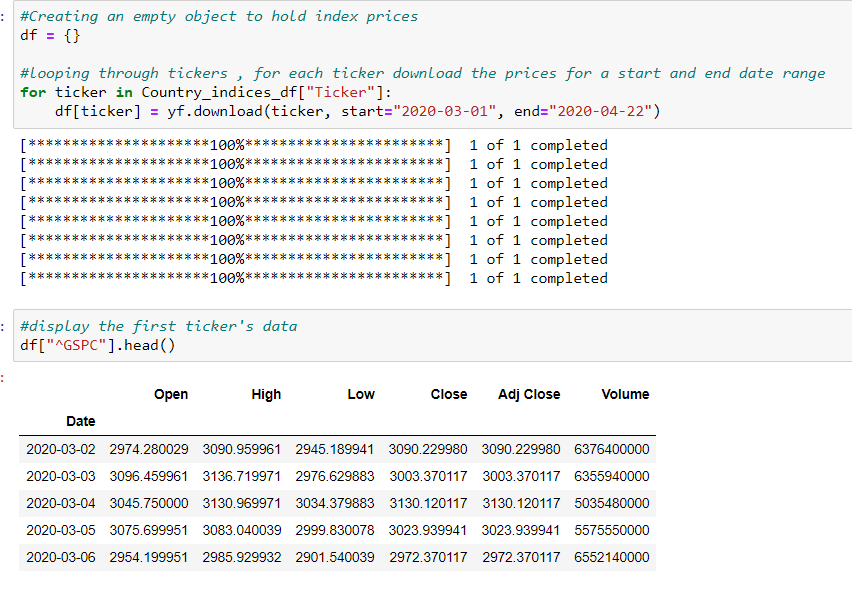 :
#Creating an empty object to hold index prices
df = {}
#looping through tickers , for each ticker download the prices for a start and end date range
for ticker in Country_indices_df["Ticker"]:
    df[ticker] = yf.download(ticker, start="2020-03-01", end="2020-04-22")
[*********************100%***********************]  1 of 1 completed
[*********************100%***********************]  1 of 1 completed
[*********************100%***********************]  1 of 1 completed
[*********************100%***********************]  1 of 1 completed
[*********************100%***********************]  1 of 1 completed
[*********************100%***********************]  1 of 1 completed
[*********************100%***********************]  1 of 1 completed
[*********************100%***********************]  1 of 1 completed
:
#display the first ticker's data
df["^GSPC"].head()
:
Open High Low Close Adj Close Volume
Date
2020-03-02 2974.280029 3090.959961 2945.189941 3090.229980 3090.229980 6376400000
2020-03-03 3096.459961 3136.719971 2976.629883 3003.370117 3003.370117 6355940000
2020-03-04 3045.750000 3130.969971 3034.379883 3130.120117 3130.120117 5035480000
2020-03-05 3075.699951 3083.040039 2999.830078 3023.939941 3023.939941 5575550000
2020-03-06 2954.199951 2985.929932 2901.540039 2972.370117 2972.370117 6552140000